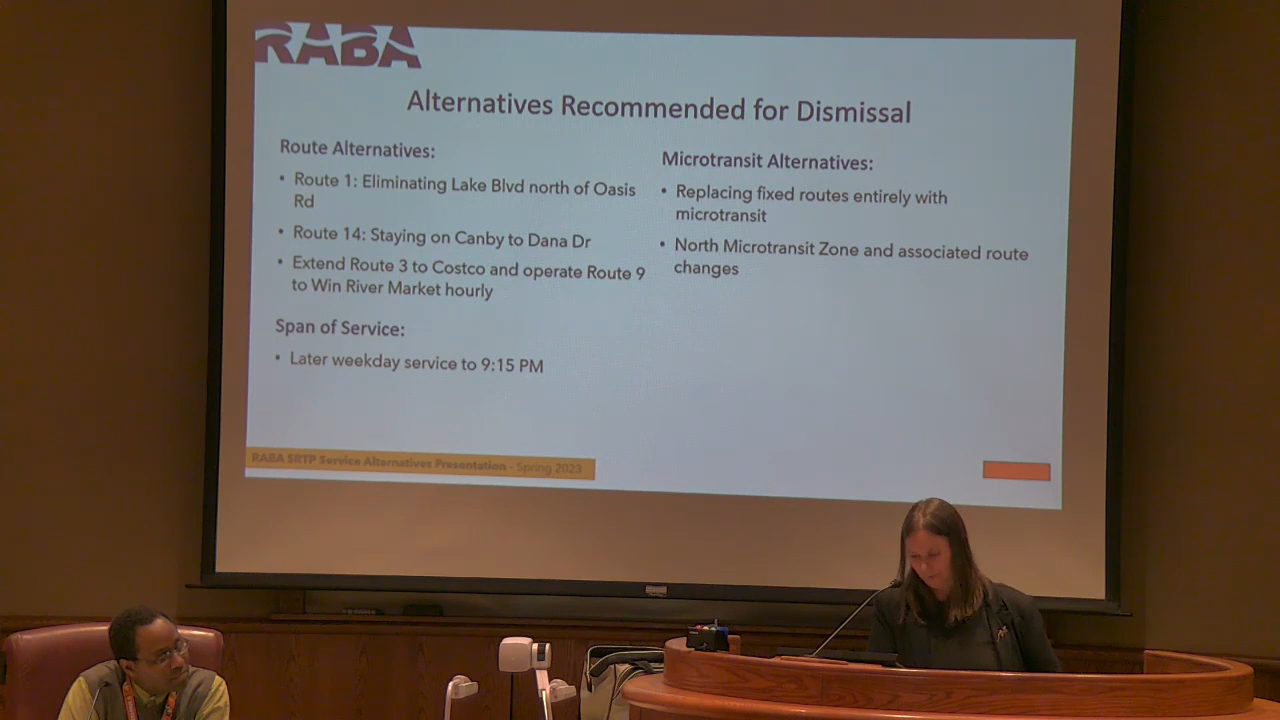 RABA
Alternatives Recommended for Dismissal
Route Alternatives:
• Route 1: Eliminating Lake Blvd north of Oasis
Rd
• Route 14: Staying on Canby to Dana Dr
• Extend Route 3 to Costco and operate Route 9
to Win River Market hourly
Span of Service:
• Later weekday service to 9:15 PM
Microtransit Alternatives:
• Replacing fixed routes entirely with
microtransit
• North Microtransit Zone and associated route
changes
RABA SRTP Service Alternatives Presentation - Spring 2023